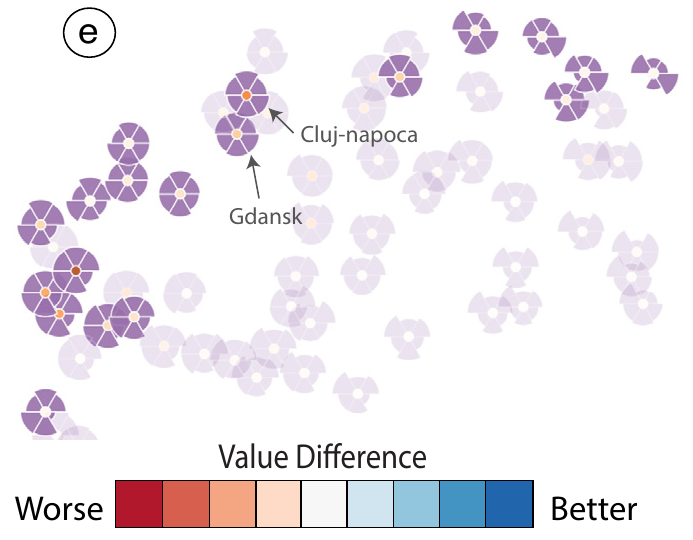 e
Cluj-napoca
Gdansk
Value Difference
Worse
Better